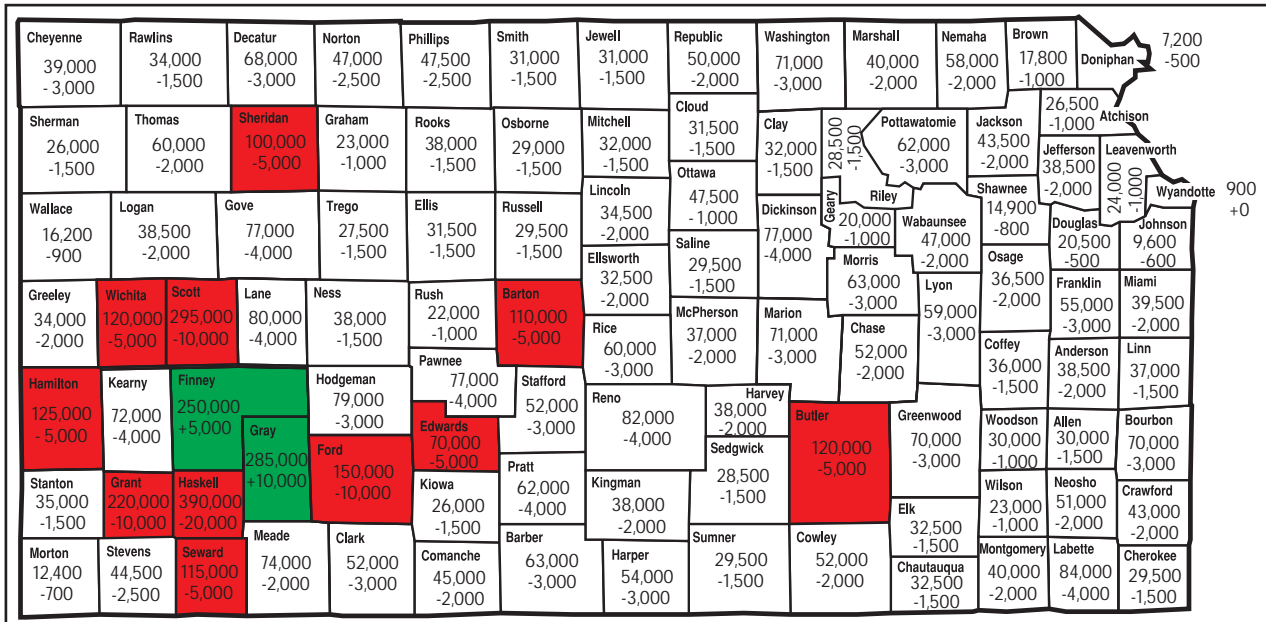 Cheyenne
39,000
- 3,000
Rawlins
34,000
-1,500
Decatur
68,000
-3,000
Norton
47,000
-2,500
Phillips
47,500
-2,500
Smith
31,000
-1,500
Jewell
31,000
-1,500
Republic
50,000
-2,000
Washington
71,000
-3,000
Marshall
40,000
-2,000
Nemaha
58,000
-2,000
Brown
17,800
-1,000
Doniphan
7,200
-500
Sherman
26,000
-1,500
Thomas
60,000
-2,000
Sheridan
100,000
-5,000
Graham
23,000
-1,000
Rooks
38,000
-1,500
Osborne
29,000
-1,500
Mitchell
32,000
-1,500
Cloud
31,500
-1,500
Clay
32,000
-1,500
28,500
-1,500
Riley
Pottawatomie
62,000
-3,000
Jackson
43,500
-2,000
26,500
-1,000
Atchison
Jefferson
38,500
-2,000
Leavenworth
24,000
-1,000
Wyandotte
900
+0
Wallace
16,200
-900
Logan
38,500
-2,000
Gove
77,000
-4,000
Trego
27,500
-1,500
Ellis
31,500
-1,500
Russell
29,500
-1,500
Lincoln
34,500
-2,000
Ottawa
47,500
-1,000
Dickinson
77,000
-4,000
Geary
20,000
-1,000
Wabaunsee
47,000
-2,000
Shawnee
14,900
-800
Douglas
20,500
-500
Johnson
9,600
-600
Greeley
34,000
-2,000
Wichita
120,000
-5,000
Scott
295,000
-10,000
Lane
80,000
-4,000
Ness
38,000
-1,500
Rush
22,000
-1,000
Barton
110,000
-5,000
Ellsworth
32,500
-2,000
Saline
29,500
-1,500
Morris
63,000
-3,000
Lyon
59,000
-3,000
Osage
36,500
-2,000
Franklin
55,000
-3,000
Miami
39,500
-2,000
Rice
60,000
-3,000
McPherson
37,000
-2,000
Marion
71,000
-3,000
Chase
52,000
-2,000
Coffey
36,000
-1,500
Anderson
38,500
-2,000
Linn
37,000
-1,500
Hamilton
125,000
- 5,000
Kearny
72,000
-4,000
Finney
250,000
+5,000
Gray
285,000
+10,000
Hodgeman
79,000
-3,000
Pawnee
77,000
-4,000
Edwards
70,000
-5,000
Ford
150,000
-10,000
Stafford
52,000
-3,000
Reno
82,000
-4,000
Harvey
38,000
-2,000
Sedgwick
28,500
-1,500
Butler
120,000
-5,000
Greenwood
70,000
-3,000
Woodson
30,000
-1,000
Allen
30,000
-1,500
Bourbon
70,000
-3,000
Stanton
35,000
-1,500
Grant
220,000
-10,000
Haskell
390,000
-20,000
Kiowa
26,000
-1,500
Pratt
62,000
-4,000
Kingman
38,000
-2,000
Elk
32,500
-1,500
Wilson
23,000
-1,000
Neosho
51,000
-2,000
Crawford
43,000
-2,000
Morton
12,400
-700
Stevens
44,500
-2,500
Seward
115,000
-5,000
Meade
74,000
-2,000
Clark
52,000
-3,000
Comanche
45,000
-2,000
Barber
63,000
-3,000
Harper
54,000
-3,000
Sumner
29,500
-1,500
Cowley
52,000
-2,000
Chautauqua
32,500
-1,500
Montgomery
40,000
-2,000
Labette
84,000
-4,000
Cherokee
29,500
-1,500